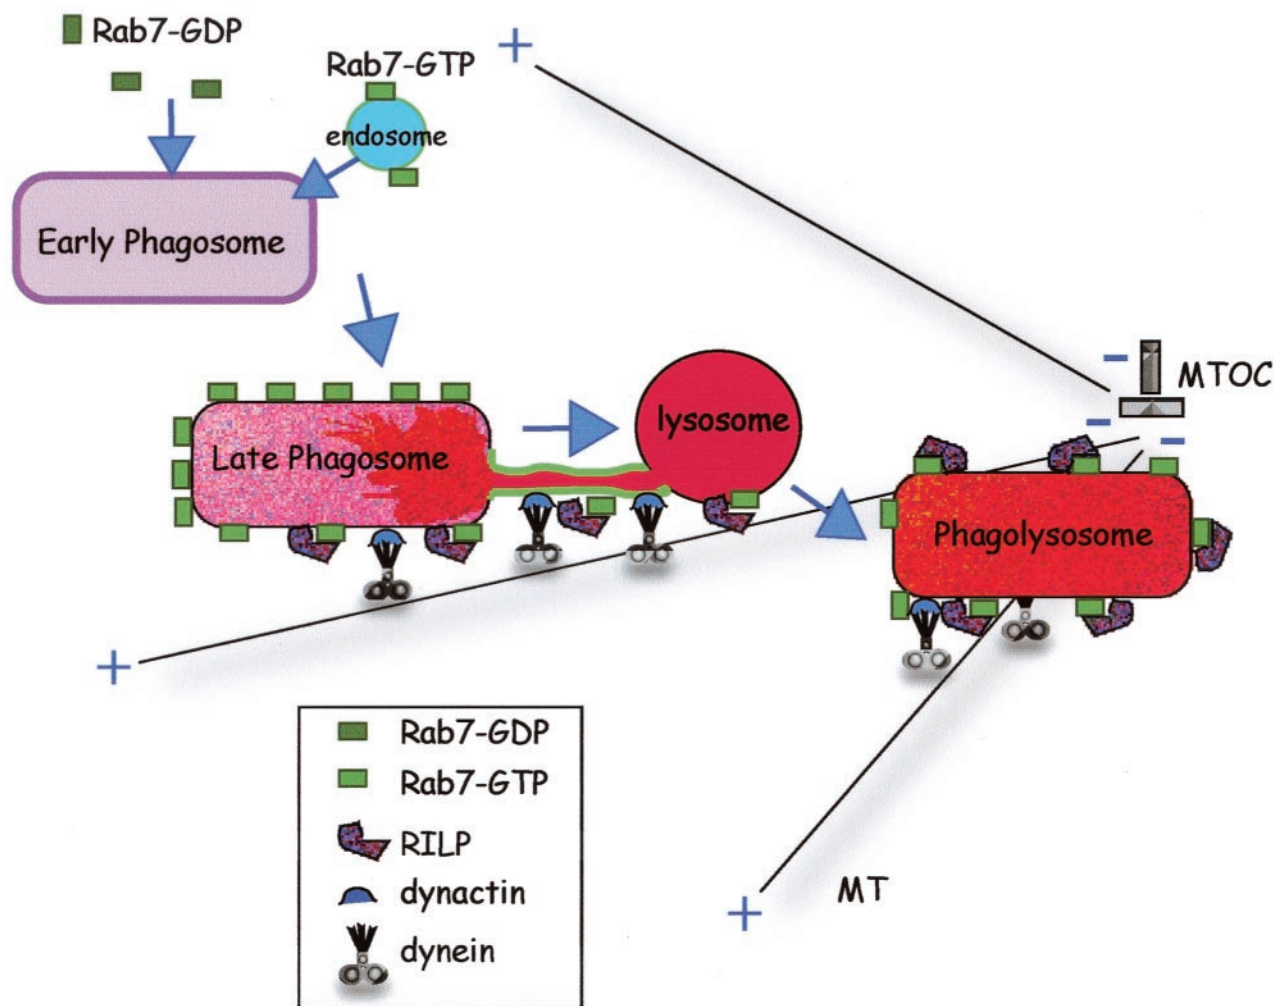 Rab7-GDP
Rab7-GTP
+
endosome
Early Phagosome
-
MTOC
lysosome
-
-
Late Phagosome
Phagolysosome
+
Rab7-GDP
Rab7-GTP
RILP
dynactin
dynein
MT
+